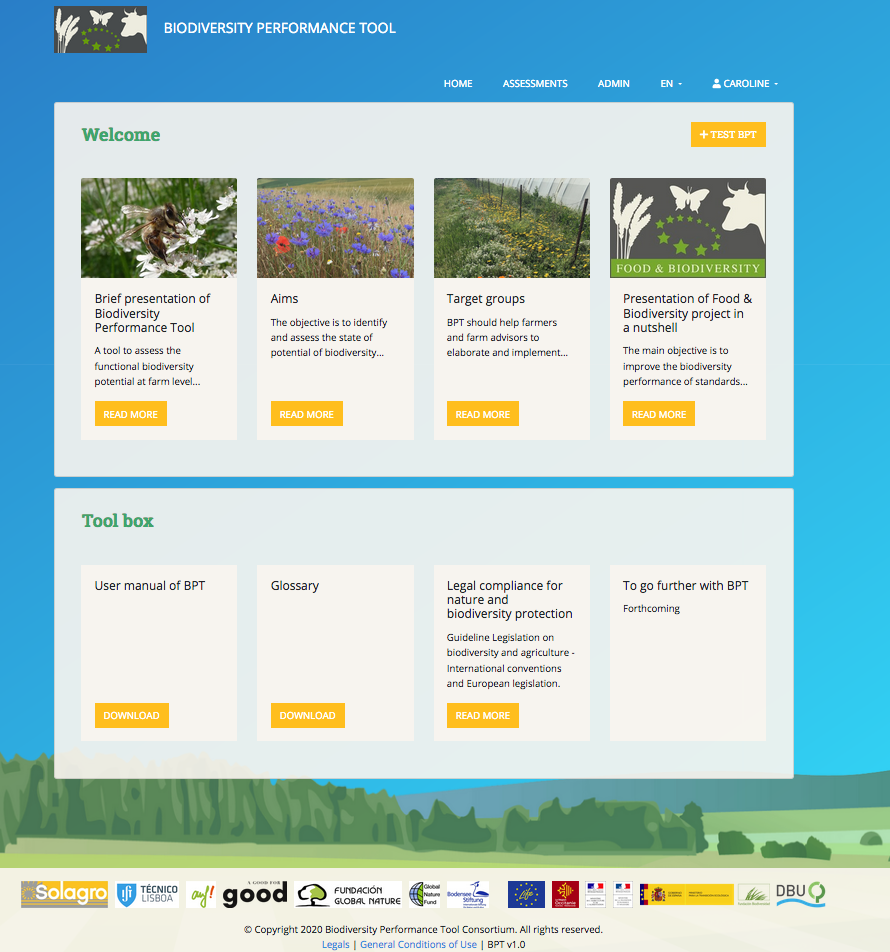 BIODIVERSITY PERFORMANCE TOOL
HOME ASSESSMENTS ADMIN EN CAROLINE
Welcome
+ TEST BPT
FOOD & BIODIVERSITY
Brief presentation of
Biodiversity
Performance Tool
A tool to assess the
functional biodiversity
potential at farm level...
READ MORE
Aims
The objective is to identify
and assess the state of
potential of biodiversity...
READ MORE
Target groups
BPT should help farmers
and farm advisors to
elaborate and implement...
READ MORE
Presentation of Food &
Biodiversity project in
a nutshell
The main objective is to
improve the biodiversity
performance of standards...
READ MORE
Tool box
User manual of BPT
DOWNLOAD
Glossary
DOWNLOAD
Legal compliance for
nature and
biodiversity protection
Guideline Legislation on
biodiversity and agriculture -
International conventions
and European legislation.
READ MORE
To go further with BPT
Forthcoming
Solagro
TÉCNICO
LISBOA
auf!
A GOOD FOR
good
FUNDACIÓN
GLOBAL NATURE
Global
Nature
Fund
Bodensee
Stiftung
life
DBU
© Copyright 2020 Biodiversity Performance Tool Consortium. All rights reserved.
Legals | General Conditions of Use | BPT v1.0